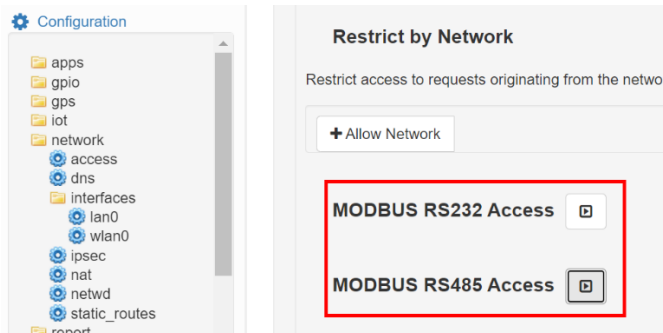 Configuration
apps
gpio
gps
iot
network
access
dns
interfaces
lan0
wlan0
ipsec
nat
netwd
static_routes
Restrict by Network
Restrict access to requests originating from the netwo
+ Allow Network
MODBUS RS232 Access
MODBUS RS485 Access